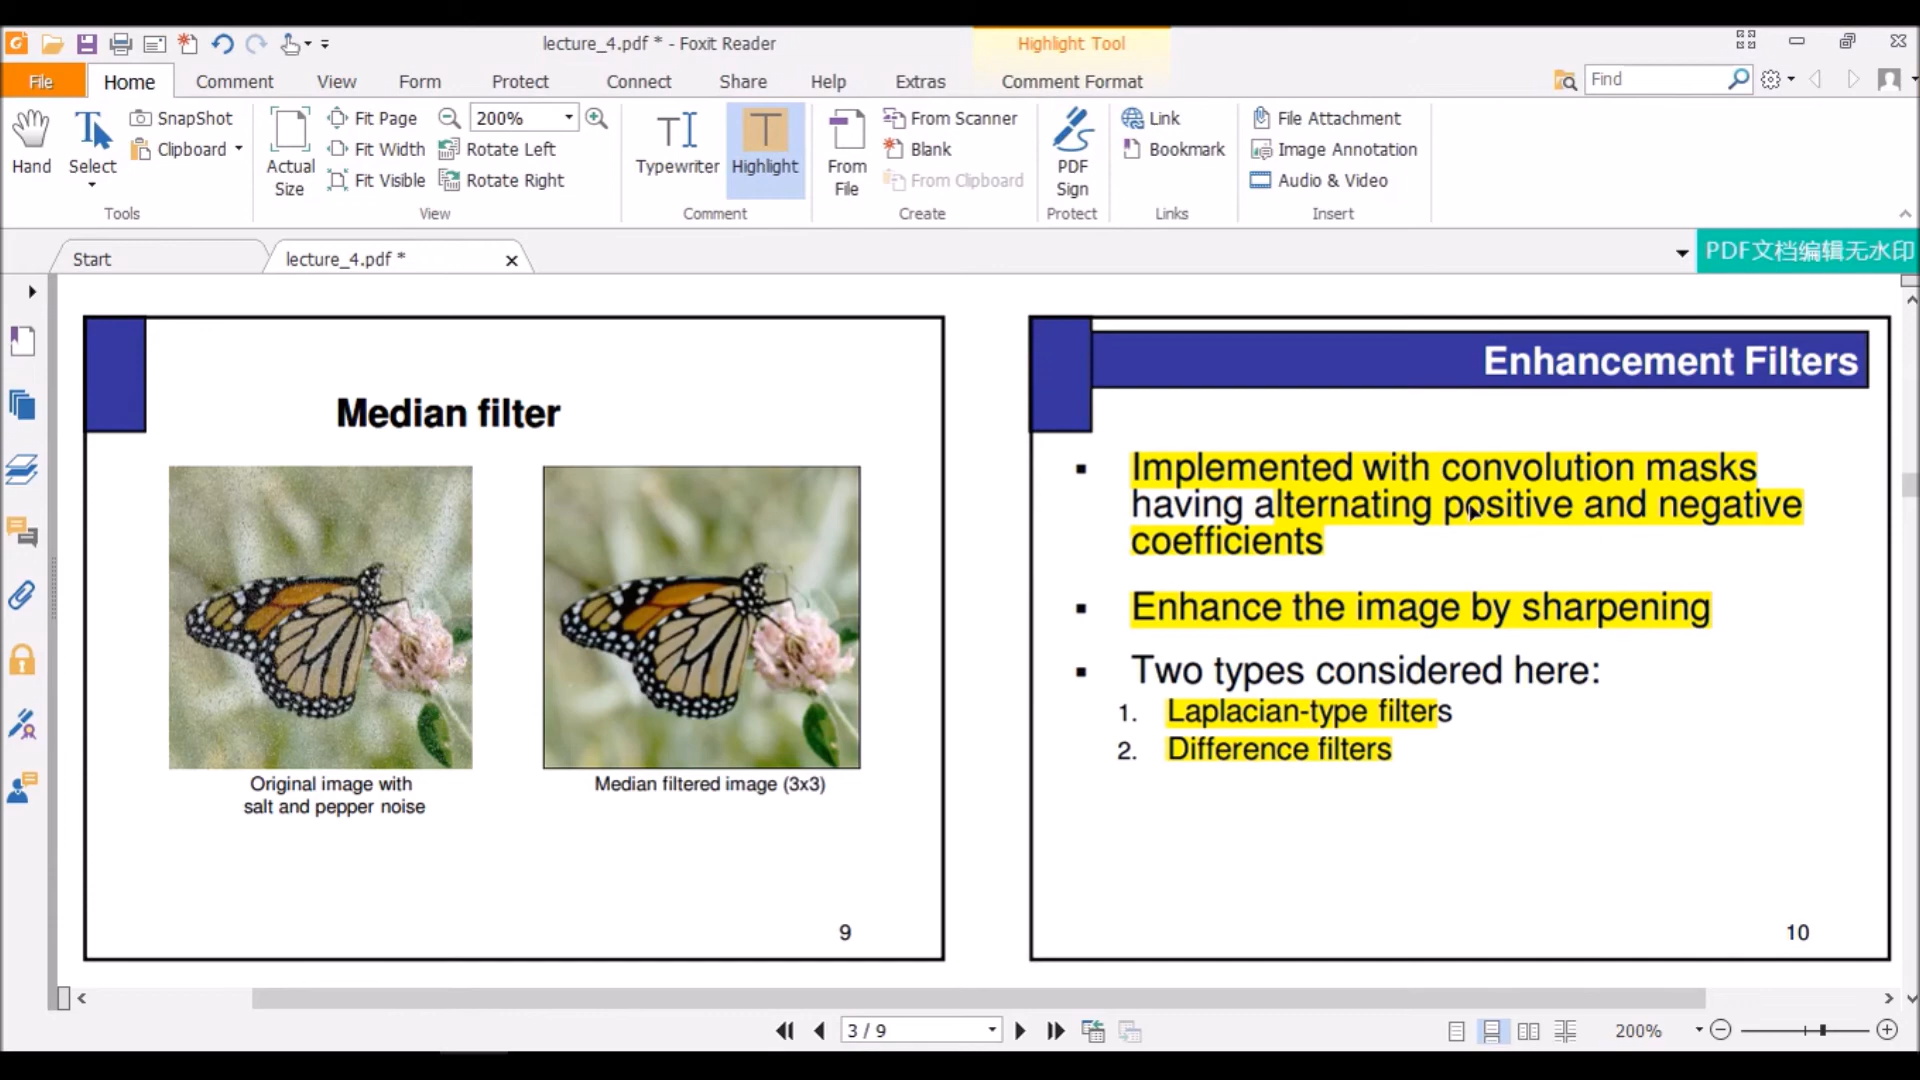 lecture_4.pdf * - Foxit Reader
Highlight Tool
File
Home
Comment
View
Form
Protect
Connect
Share
Help
Extras
Comment Format
Find
Hand
Select
SnapShot
Clipboard
Tools
Actual
Size
Fit Page
Fit Width
Fit Visible
200%
Rotate Left
Rotate Right
View
Typewriter
Highlight
Comment
From
File
From Scanner
Blank
From Clipboard
Create
PDF
Sign
Protect
Link
Bookmark
Links
File Attachment
Image Annotation
Audio & Video
Insert
Start
lecture_4.pdf *
PDF文档编辑无水印
Median filter
Original image with
salt and pepper noise
Median filtered image (3x3)
9
Enhancement Filters
▪ Implemented with convolution masks
having alternating positive and negative
coefficients
▪ Enhance the image by sharpening
▪ Two types considered here:
1. Laplacian-type filters
2. Difference filters
10
3 / 9
200%